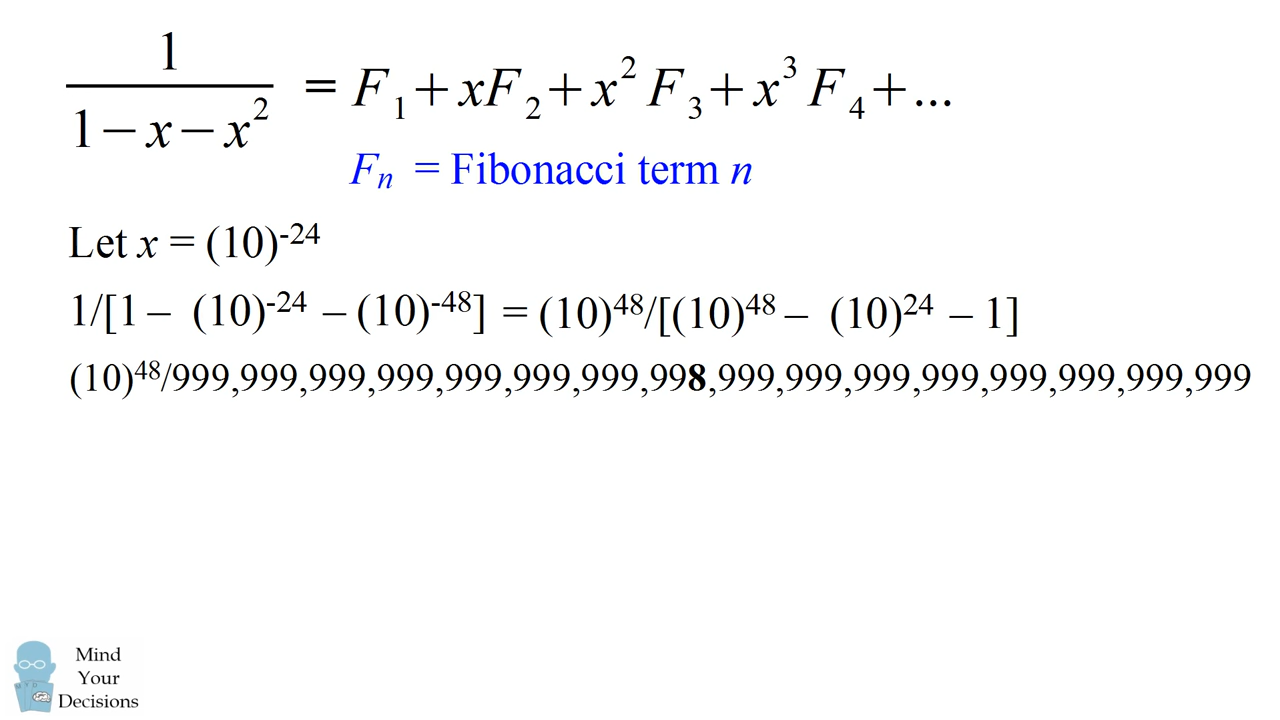 1/(1−x−x²) = F₁+xF₂+x²F₃+x³F₄+...
Fₙ = Fibonacci term n
Let x = (10)⁻²⁴
1/[1 – (10)⁻²⁴ – (10)⁻⁴⁸] = (10)⁴⁸/[(10)⁴⁸ – (10)²⁴ – 1]
(10)⁴⁸/999,999,999,999,999,999,999,998,999,999,999,999,999,999,999,999
Mind
Your
Decisions